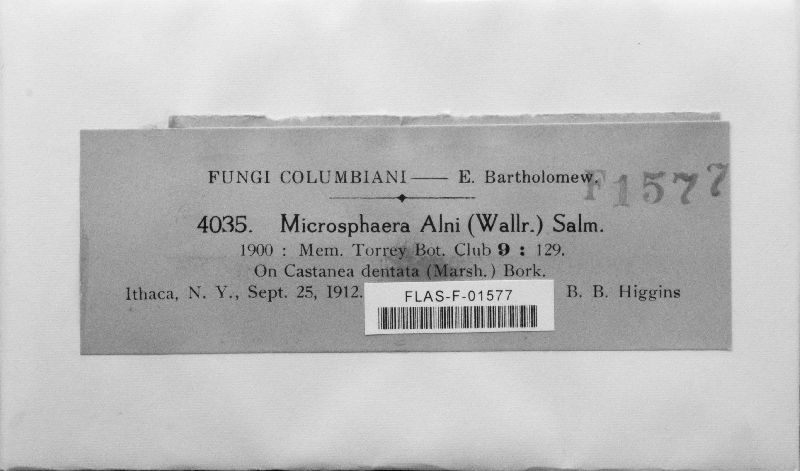 FUNGI COLUMBIANI — E. Bartholomew.
F1577
4035. Microsphaera Alni (Wallr.) Salm.
1900 : Mem. Torrey Bot. Club 9 : 129.
On Castanea dentata (Marsh.) Bork.
Ithaca, N. Y., Sept. 25, 1912. B. B. Higgins
FLAS-F-01577